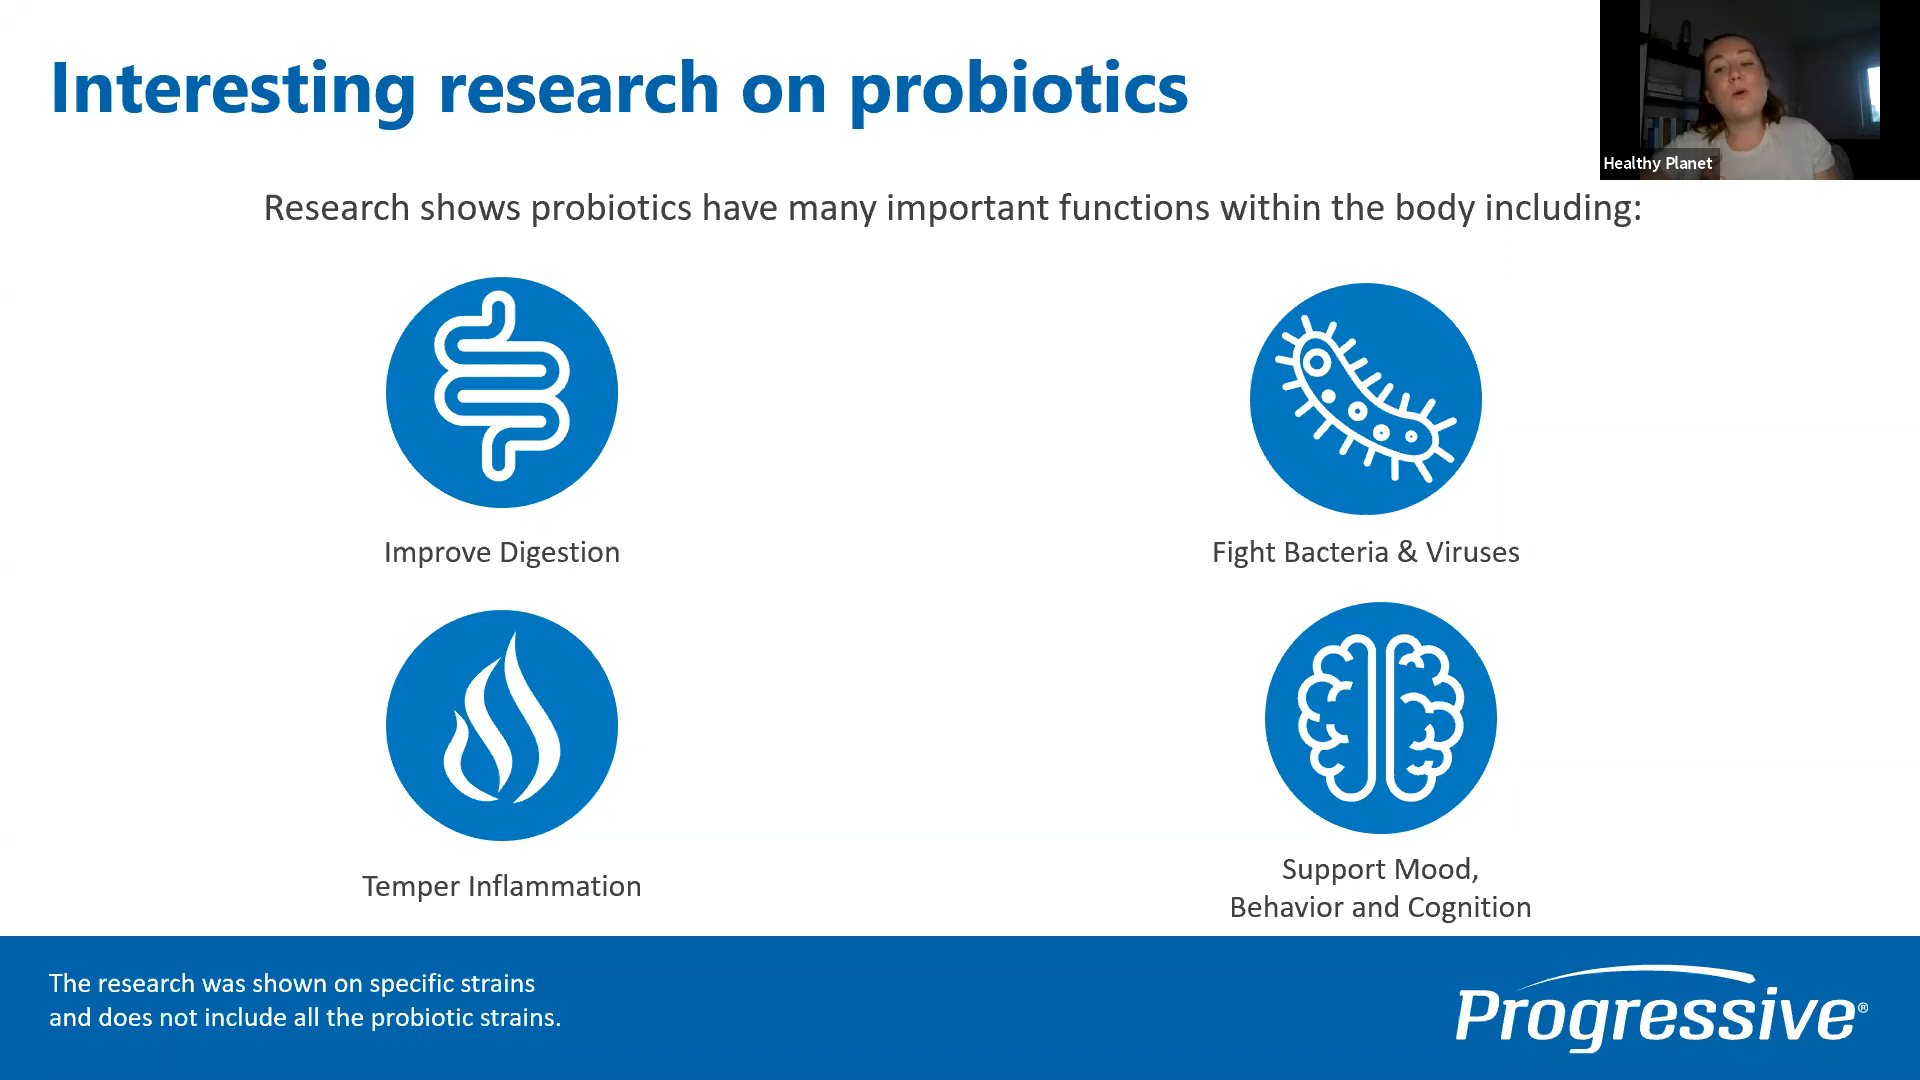 Interesting research on probiotics
Healthy Planet
Research shows probiotics have many important functions within the body including:
Improve Digestion
Fight Bacteria & Viruses
Temper Inflammation
Support Mood,
Behavior and Cognition
The research was shown on specific strains
and does not include all the probiotic strains.
Progressive®